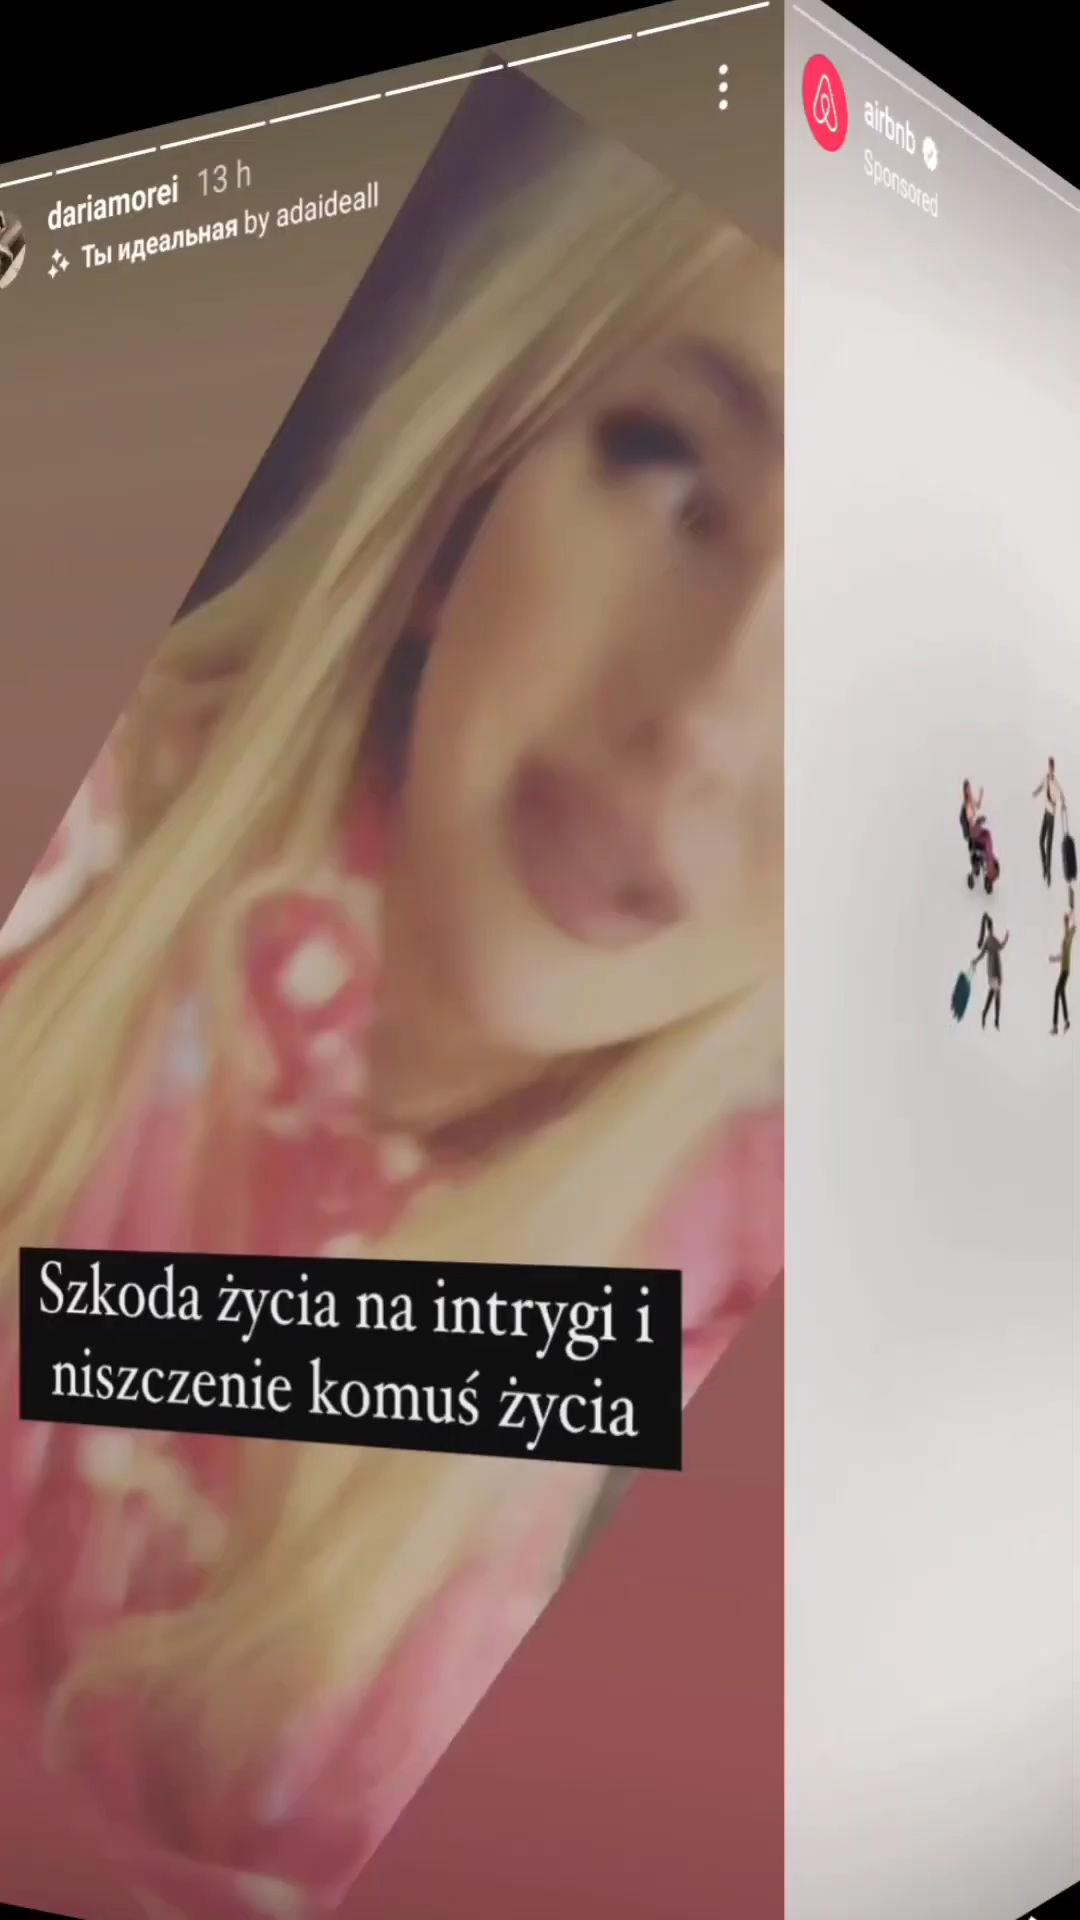 dariamorei 13 h
Ты идеальная by adaideall
airbnb
Sponsored
Szkoda życia na intrygi i
niszczenie komuś życia